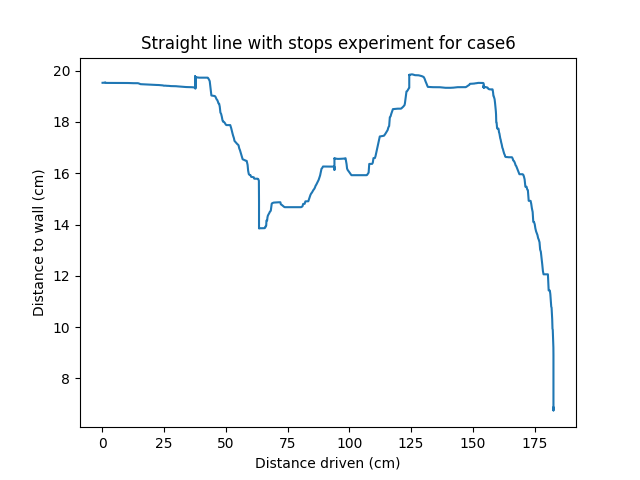 Straight line with stops experiment for case6
20
18
16
14
12
10
8
Distance to wall (cm)
0 25 50 75 100 125 150 175
Distance driven (cm)